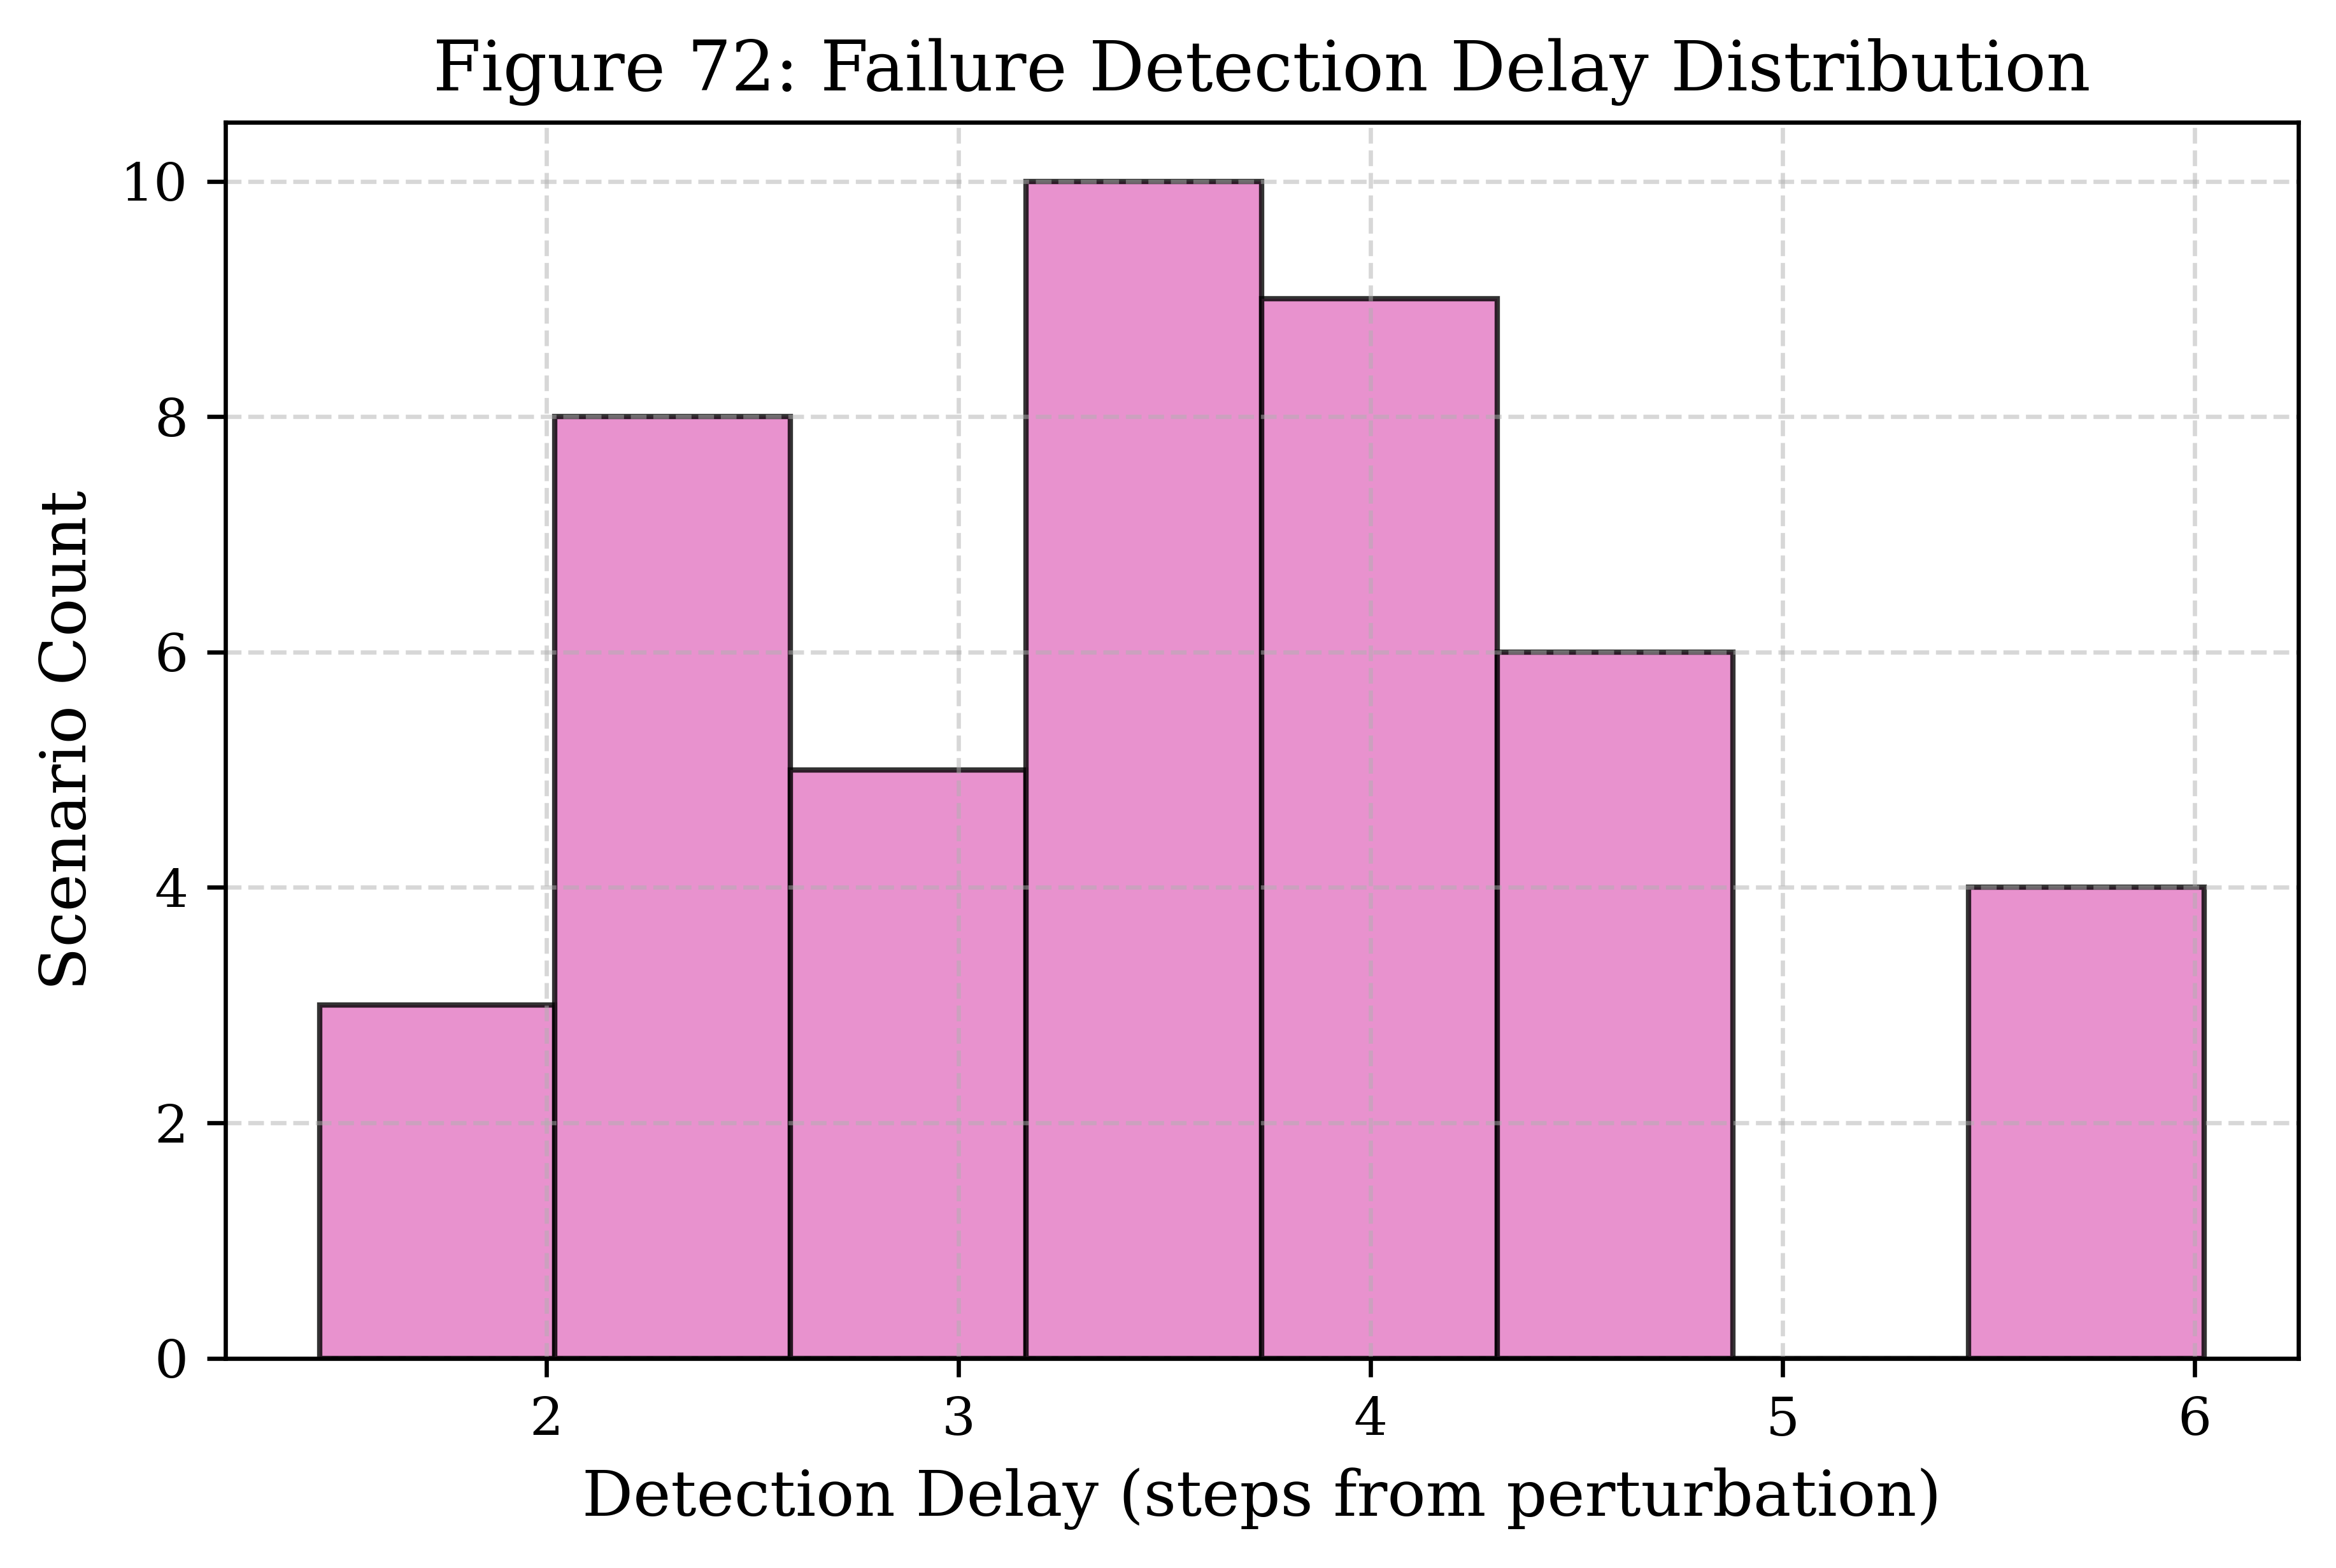 Figure 72: Failure Detection Delay Distribution
Scenario Count
10
8
6
4
2
0
2 3 4 5 6
Detection Delay (steps from perturbation)